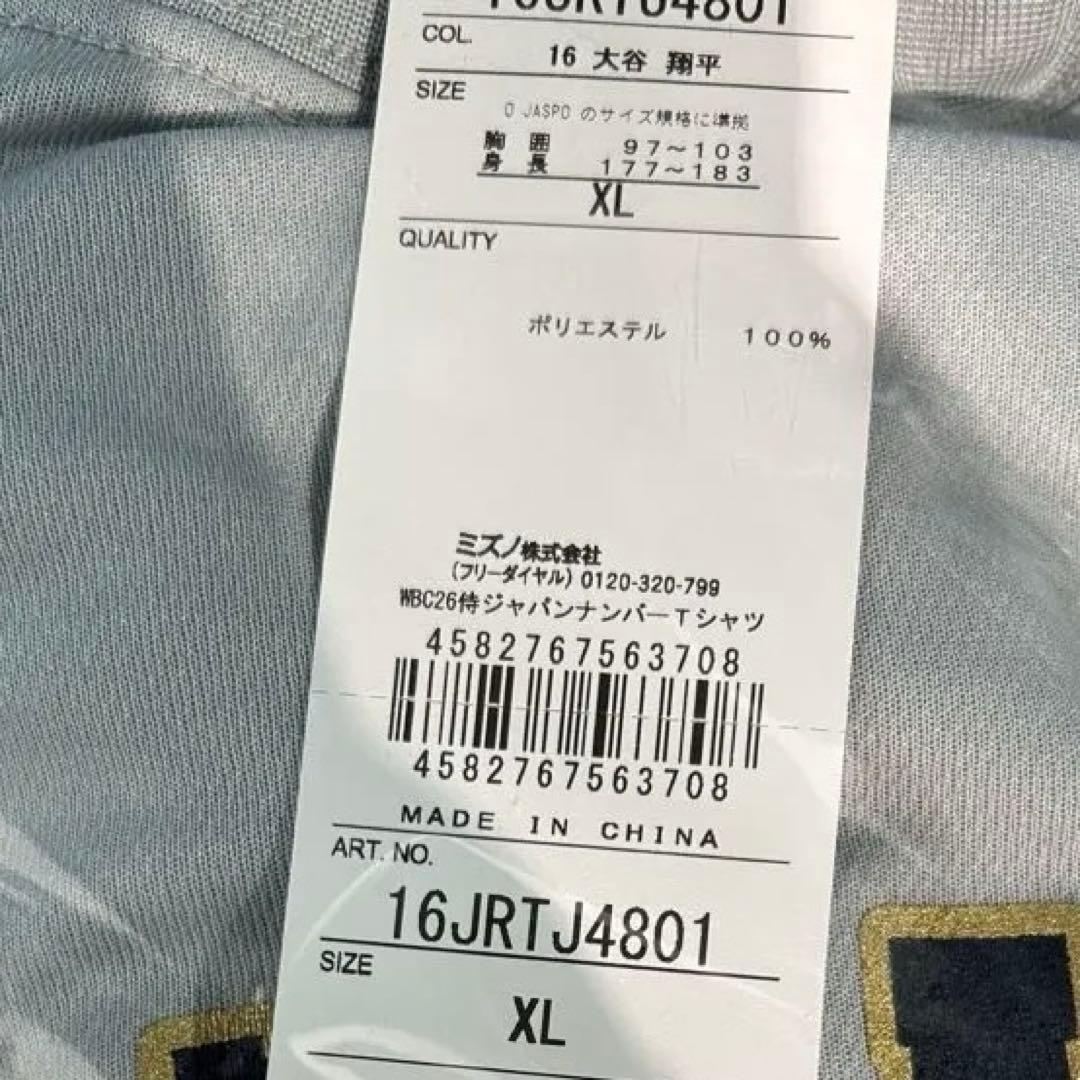 16JRTJ4801
COL.
16 大谷 翔平
SIZE
O JASPO のサイズ規格に準拠
胸 囲 97～103
身 長 177～183
XL
QUALITY
ポリエステル 100%
ミズノ株式会社
(フリーダイヤル) 0120-320-799
WBC26侍ジャパンナンバーTシャツ
4582767563708
4582767563708
MADE IN CHINA
ART. NO.
16JRTJ4801
SIZE
XL